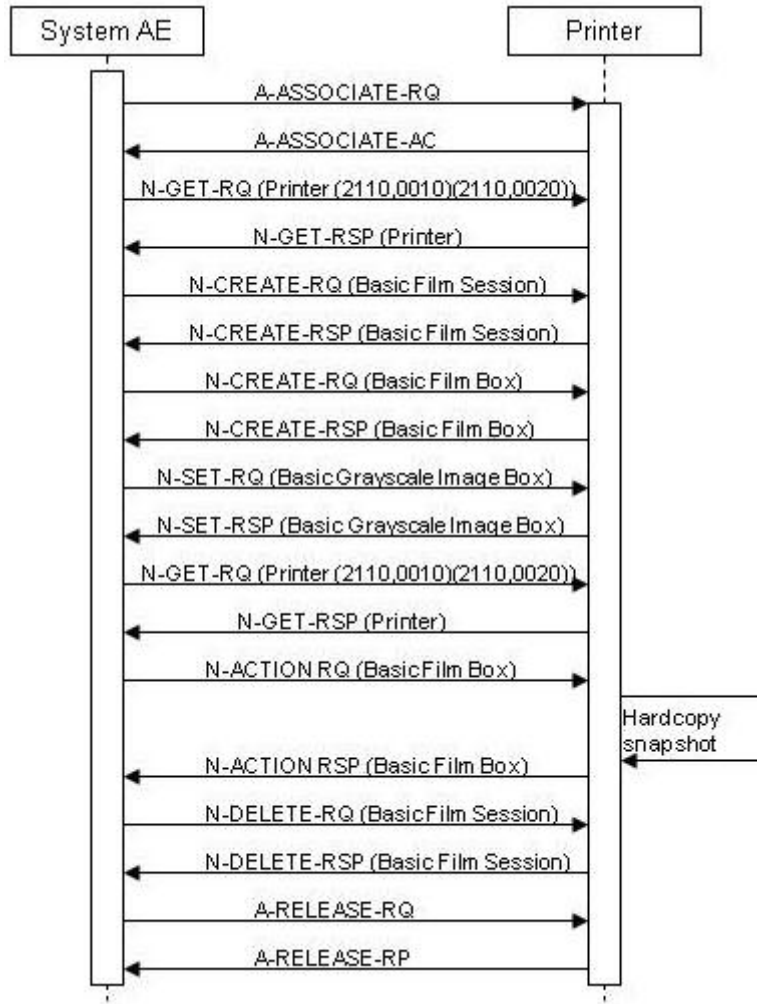 System AE
Printer
A-ASSOCIATE-RQ
A-ASSOCIATE-AC
N-GET-RQ (Printer (2110,0010)(2110,0020))
N-GET-RSP (Printer)
N-CREATE-RQ (Basic Film Session)
N-CREATE-RSP (Basic Film Session)
N-CREATE-RQ (Basic Film Box)
N-CREATE-RSP (Basic Film Box)
N-SET-RQ (Basic Grayscale Image Box)
N-SET-RSP (Basic Grayscale Image Box)
N-GET-RQ (Printer (2110,0010)(2110,0020))
N-GET-RSP (Printer)
N-ACTION RQ (Basic Film Box)
Hardcopy
snapshot
N-ACTION RSP (Basic Film Box)
N-DELETE-RQ (Basic Film Session)
N-DELETE-RSP (Basic Film Session)
A-RELEASE-RQ
A-RELEASE-RP